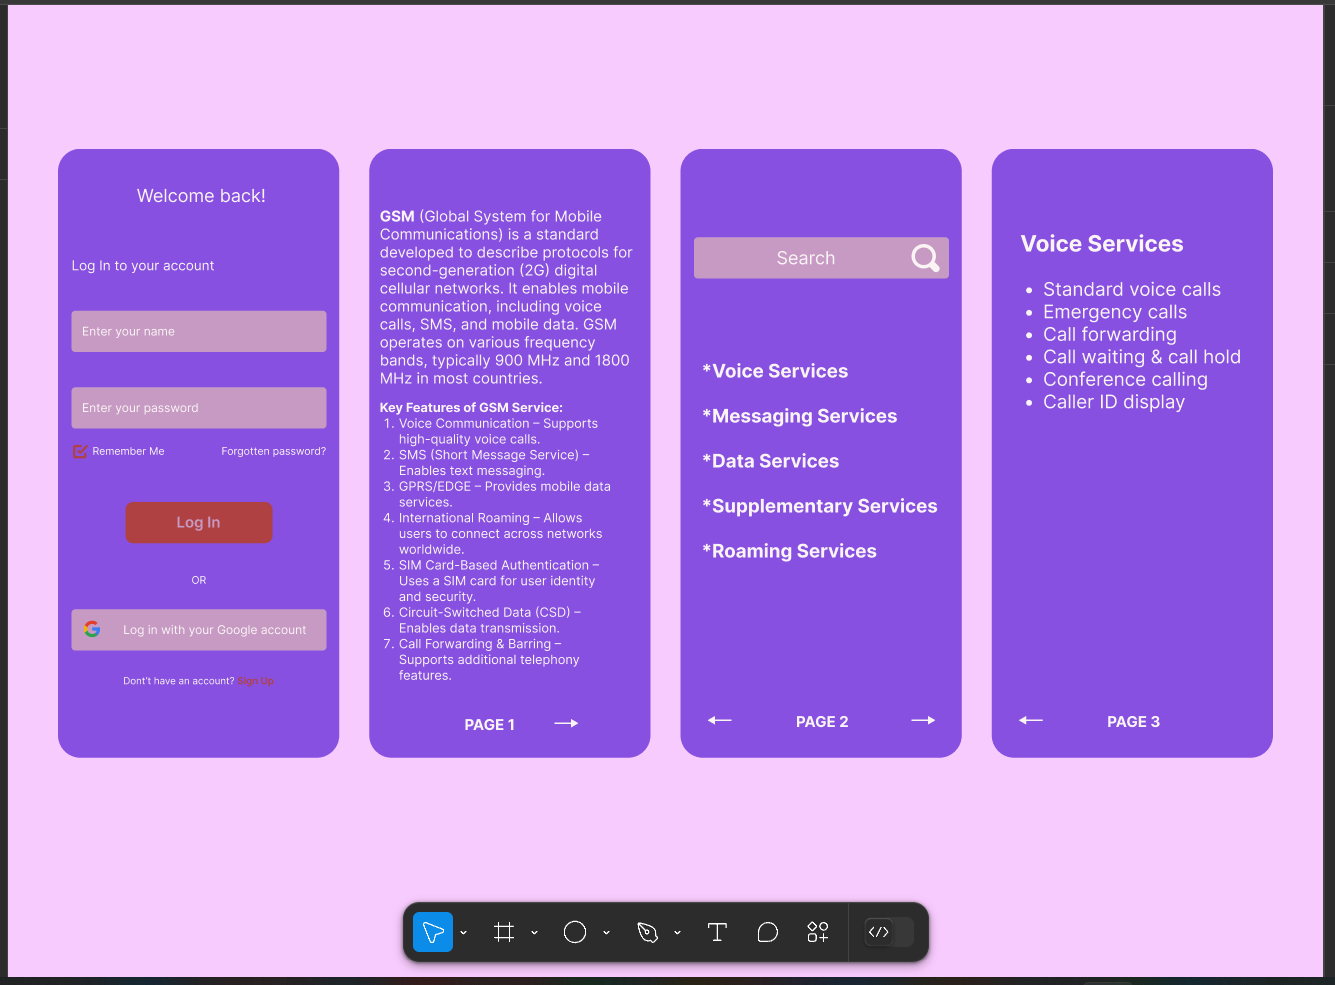 Welcome back!
Log In to your account
Enter your name
Enter your password
Remember Me
Forgotten password?
Log In
OR
Log in with your Google account
Dont't have an account? Sign Up
GSM (Global System for Mobile
Communications) is a standard
developed to describe protocols for
second-generation (2G) digital
cellular networks. It enables mobile
communication, including voice
calls, SMS, and mobile data. GSM
operates on various frequency
bands, typically 900 MHz and 1800
MHz in most countries.
Key Features of GSM Service:
1. Voice Communication – Supports
high-quality voice calls.
2. SMS (Short Message Service) –
Enables text messaging.
3. GPRS/EDGE – Provides mobile data
services.
4. International Roaming – Allows
users to connect across networks
worldwide.
5. SIM Card-Based Authentication –
Uses a SIM card for user identity
and security.
6. Circuit-Switched Data (CSD) –
Enables data transmission.
7. Call Forwarding & Barring –
Supports additional telephony
features.
PAGE 1
Search
*Voice Services
*Messaging Services
*Data Services
*Supplementary Services
*Roaming Services
PAGE 2
Voice Services
• Standard voice calls
• Emergency calls
• Call forwarding
• Call waiting & call hold
• Conference calling
• Caller ID display
PAGE 3